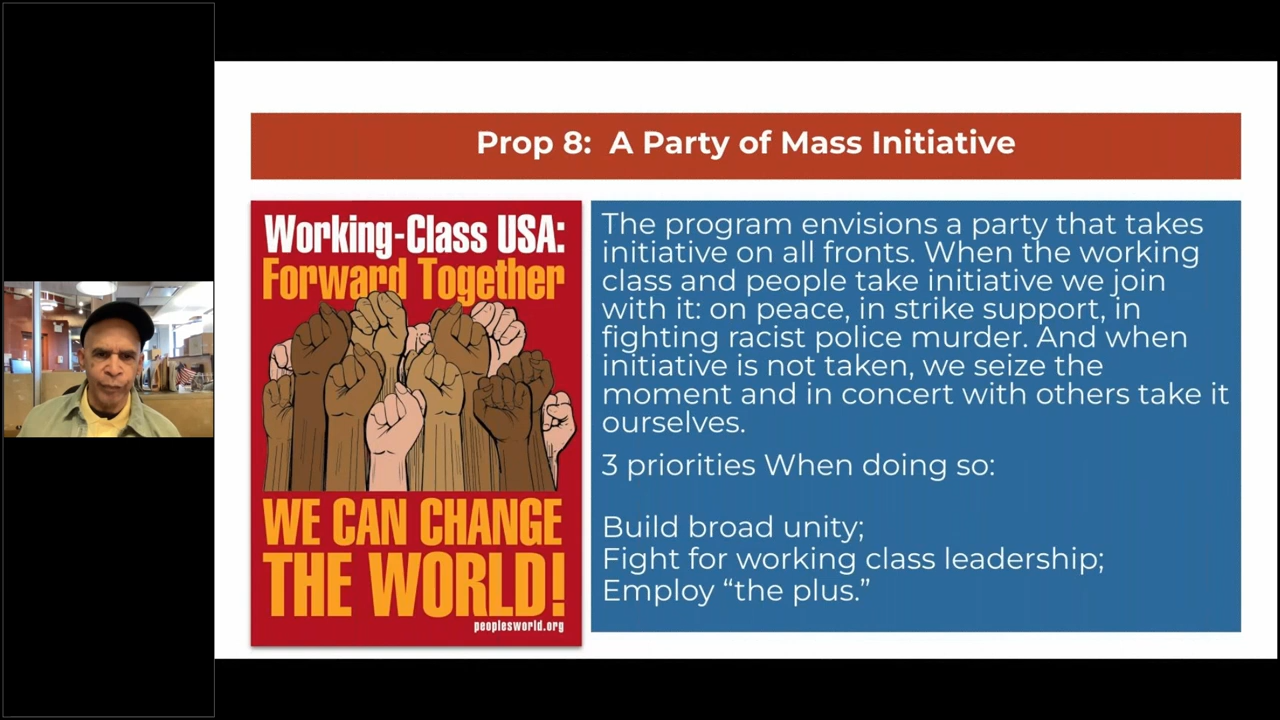 Prop 8: A Party of Mass Initiative
Working-Class USA:
Forward Together
WE CAN CHANGE
THE WORLD!
peoplesworld.org
The program envisions a party that takes
initiative on all fronts. When the working
class and people take initiative we join
with it: on peace, in strike support, in
fighting racist police murder. And when
initiative is not taken, we seize the
moment and in concert with others take it
ourselves.
3 priorities When doing so:
Build broad unity;
Fight for working class leadership;
Employ “the plus.”